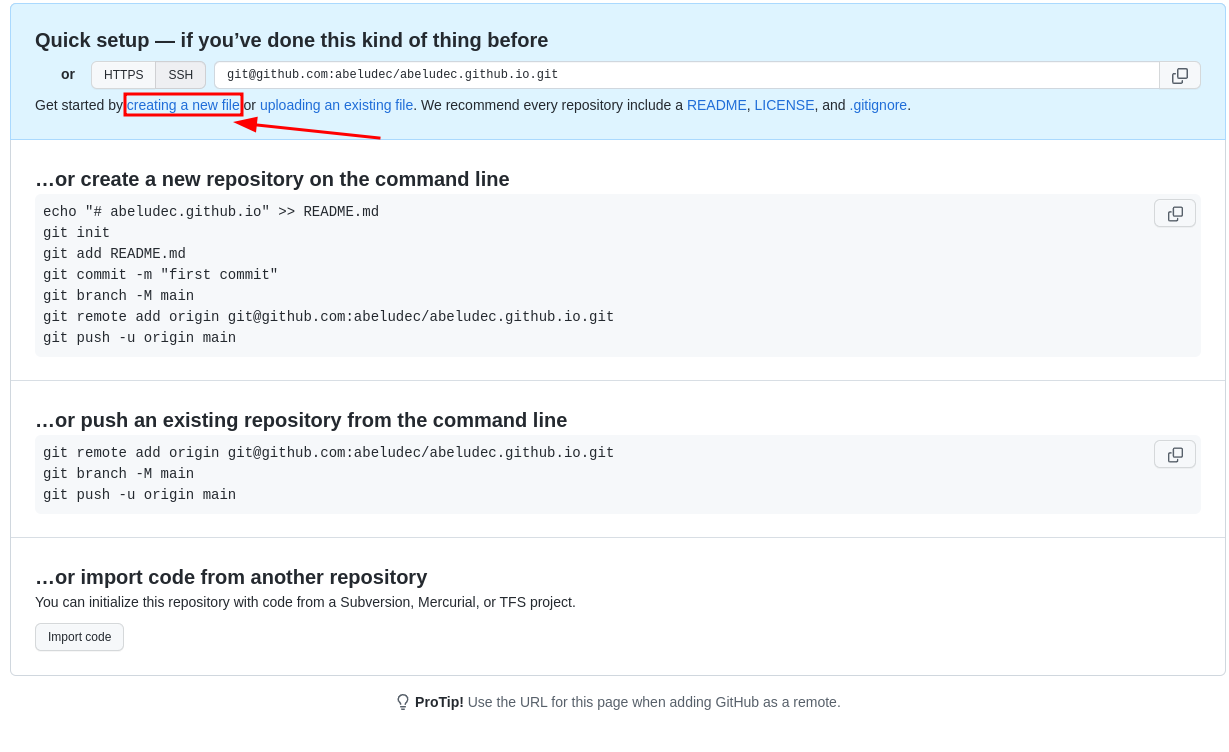 Quick setup — if you’ve done this kind of thing before
or HTTPS SSH git@github.com:abeludec/abeludec.github.io.git
Get started by creating a new file or uploading an existing file. We recommend every repository include a README, LICENSE, and .gitignore.
…or create a new repository on the command line
echo "# abeludec.github.io" >> README.md
git init
git add README.md
git commit -m "first commit"
git branch -M main
git remote add origin git@github.com:abeludec/abeludec.github.io.git
git push -u origin main
…or push an existing repository from the command line
git remote add origin git@github.com:abeludec/abeludec.github.io.git
git branch -M main
git push -u origin main
…or import code from another repository
You can initialize this repository with code from a Subversion, Mercurial, or TFS project.
Import code
ProTip! Use the URL for this page when adding GitHub as a remote.